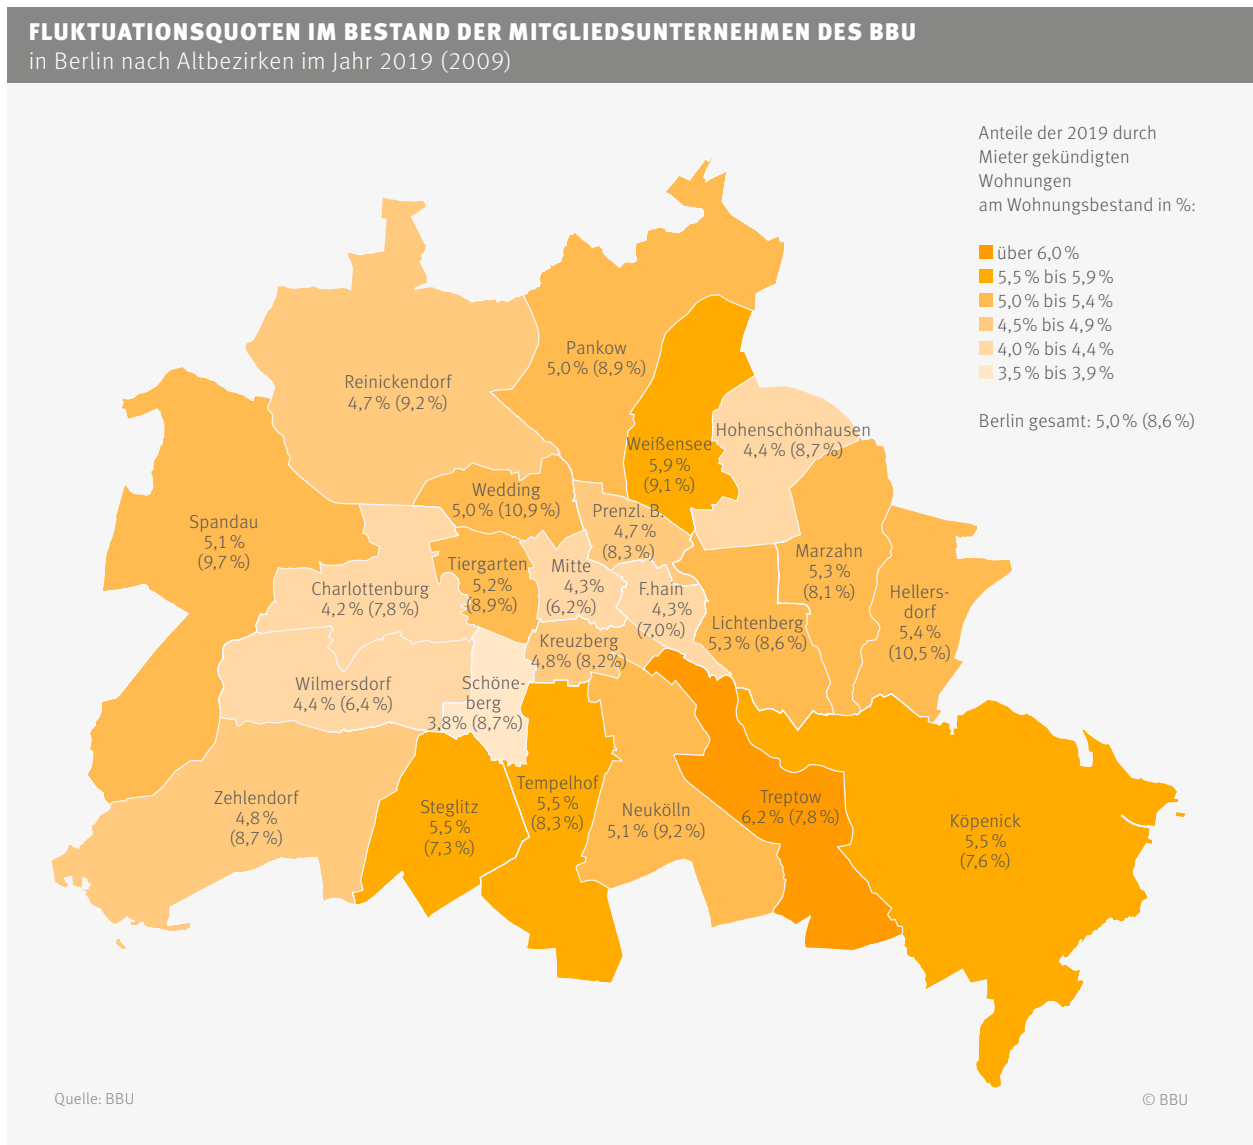 FLUKTUATIONSQUOTEN IM BESTAND DER MITGLIEDSUNTERNEHMEN DES BBU
in Berlin nach Altbezirken im Jahr 2019 (2009)
Anteile der 2019 durch
Mieter gekündigten
Wohnungen
am Wohnungsbestand in %:
über 6,0 %
5,5 % bis 5,9 %
5,0 % bis 5,4 %
4,5% bis 4,9 %
4,0 % bis 4,4 %
3,5 % bis 3,9 %
Berlin gesamt: 5,0 % (8,6 %)
Pankow
5,0 % (8,9 %)
Reinickendorf
4,7 % (9,2 %)
Weißensee
5,9 %
(9,1 %)
Hohenschönhausen
4,4 % (8,7 %)
Wedding
5,0 % (10,9 %)
Prenzl. B.
4,7 %
(8,3 %)
Spandau
5,1 %
(9,7 %)
Marzahn
5,3 %
(8,1 %)
Tiergarten
5,2%
(8,9%)
Mitte
4,3%
(6,2%)
Charlottenburg
4,2 % (7,8 %)
F.hain
4,3%
(7,0%)
Hellers-
dorf
5,4 %
(10,5 %)
Lichtenberg
5,3 % (8,6 %)
Kreuzberg
4,8% (8,2%)
Wilmersdorf
4,4 % (6,4 %)
Schöne-
berg
3,8% (8,7%)
Tempelhof
5,5 %
(8,3 %)
Zehlendorf
4,8 %
(8,7 %)
Steglitz
5,5 %
(7,3 %)
Neukölln
5,1 % (9,2 %)
Treptow
6,2 % (7,8 %)
Köpenick
5,5 %
(7,6 %)
Quelle: BBU
© BBU